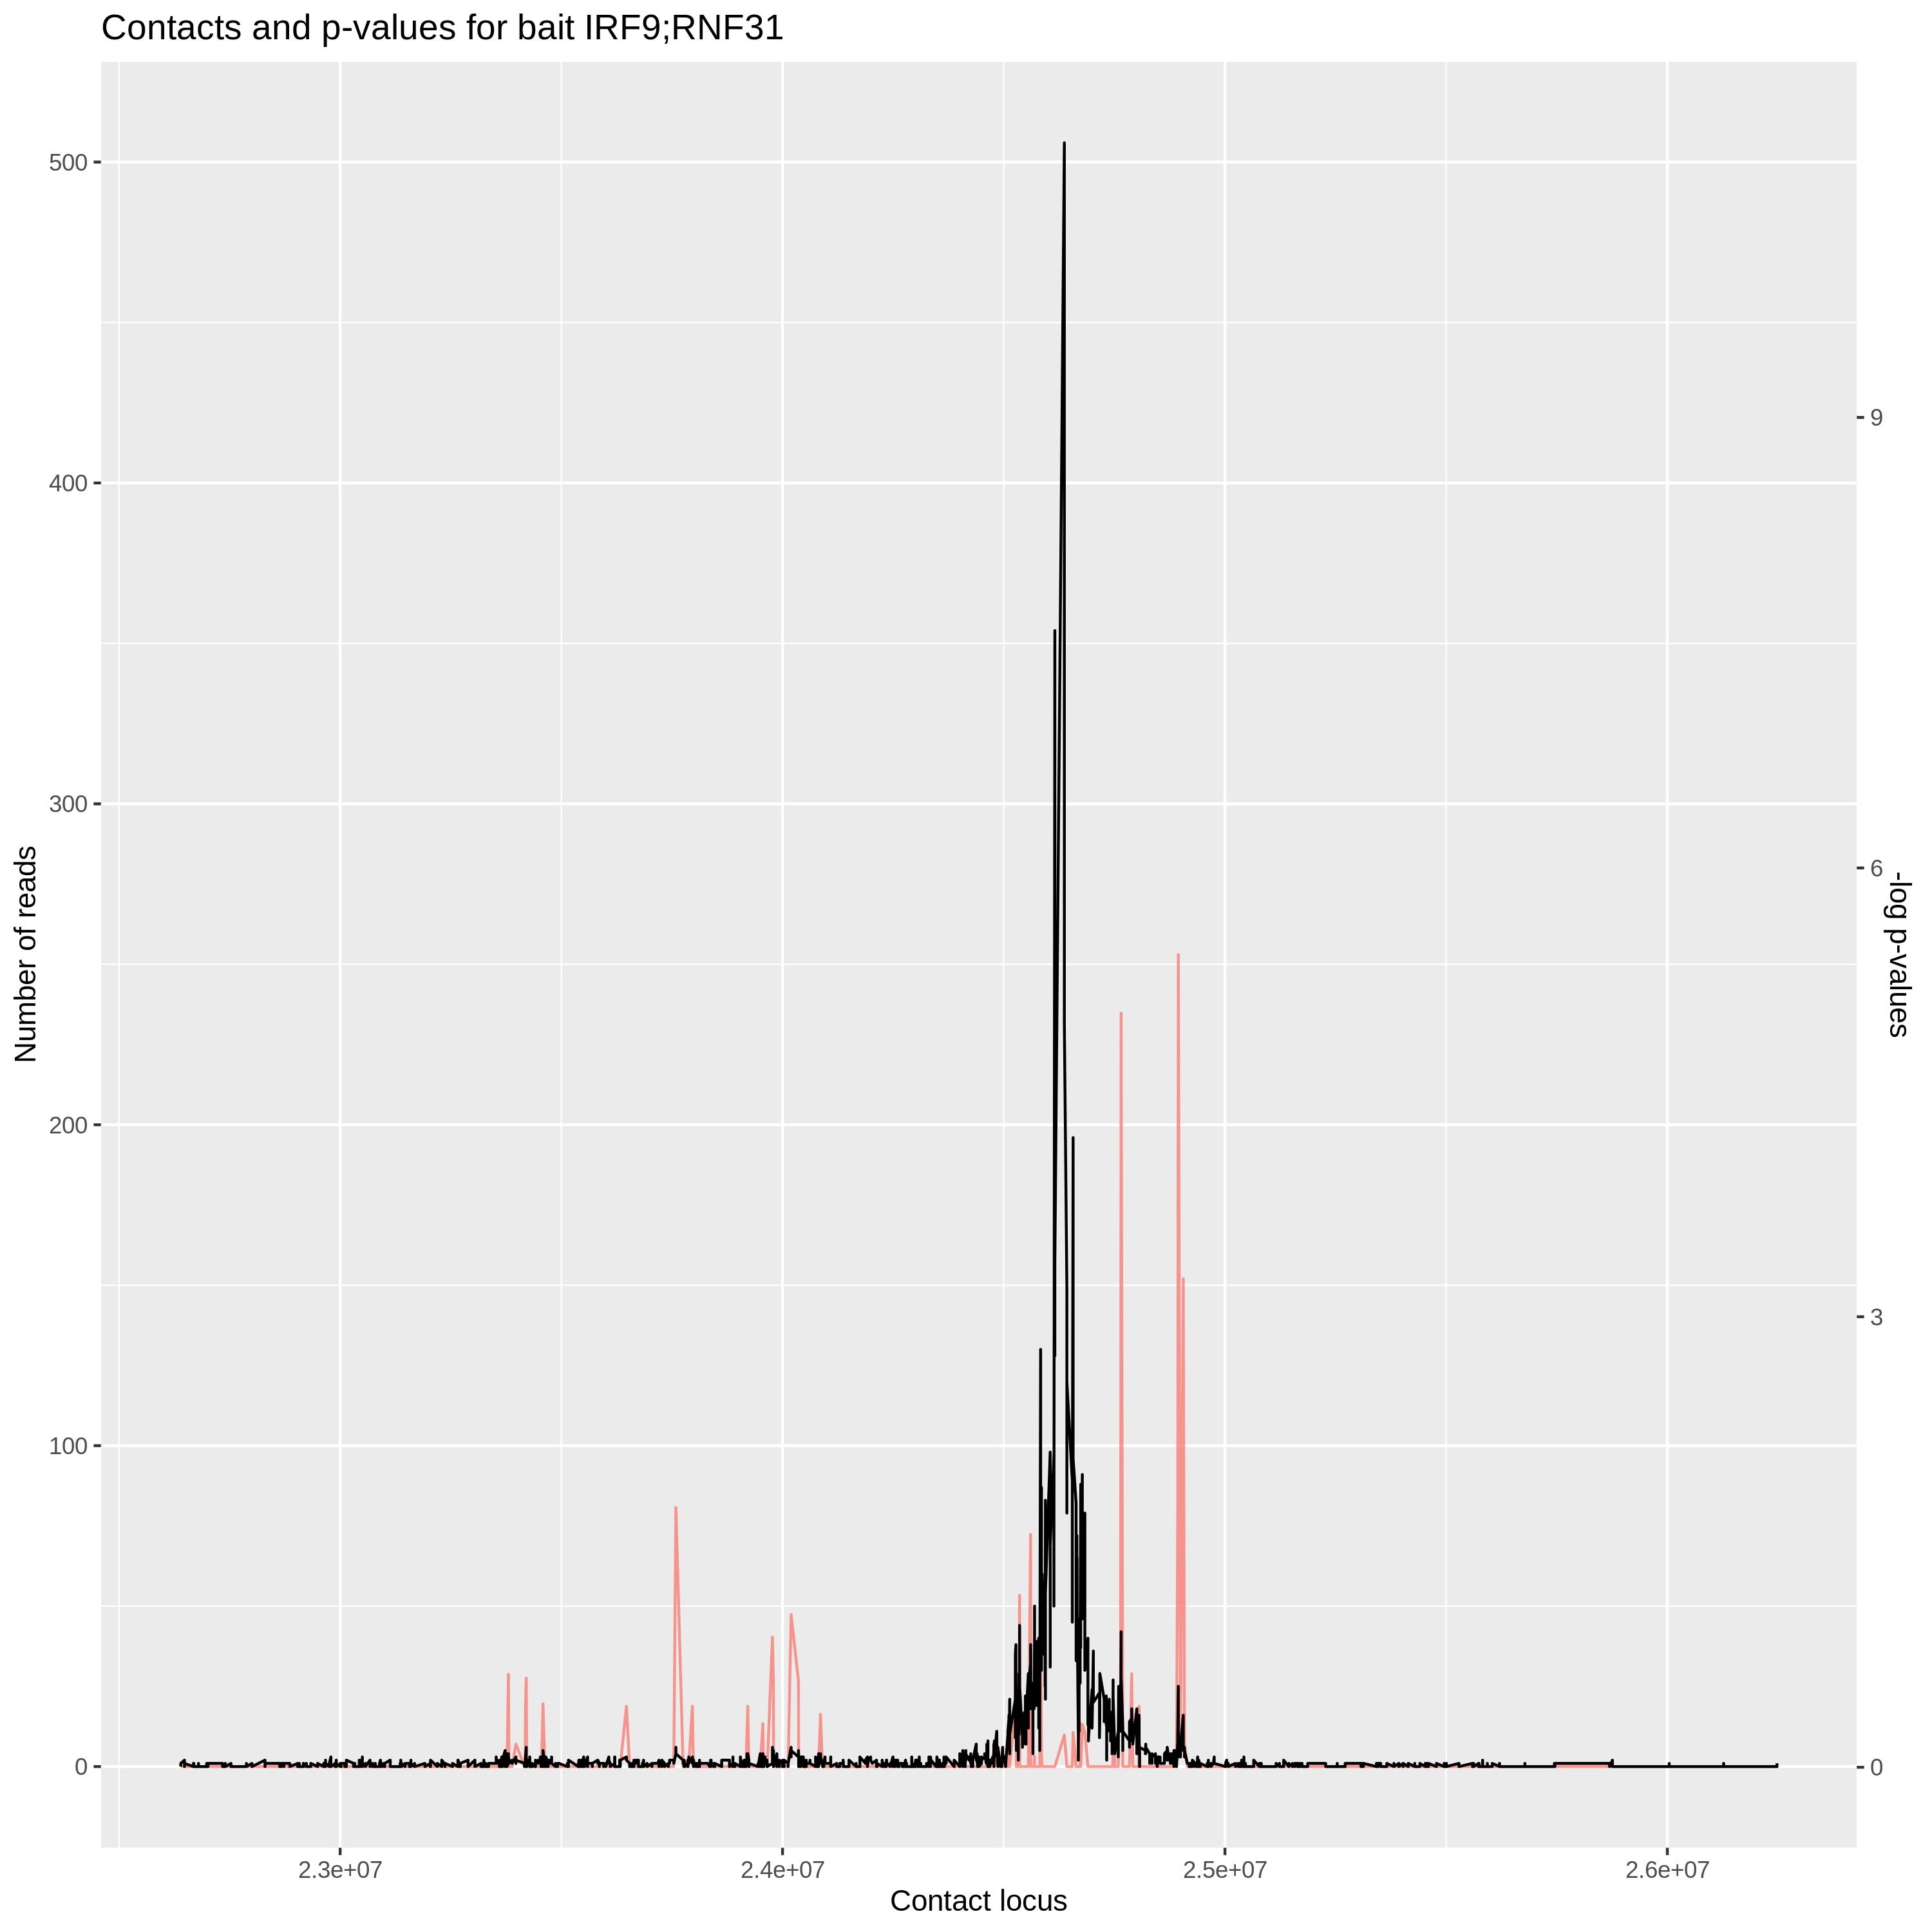 Contacts and p-values for bait IRF9;RNF31
500
400
300
200
100
0
Number of reads
9
6
3
0
-log p-values
2.3e+07
2.4e+07
2.5e+07
2.6e+07
Contact locus